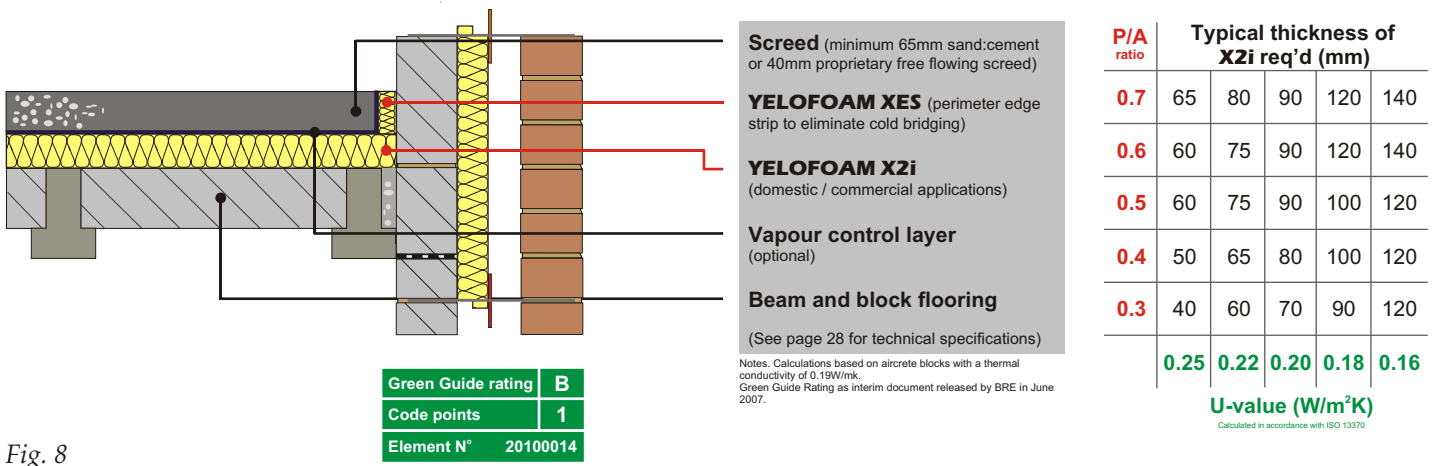 Screed (minimum 65mm sand:cement
or 40mm proprietary free flowing screed)
YELOFOAM XES (perimeter edge
strip to eliminate cold bridging)
YELOFOAM X2i
(domestic / commercial applications)
Vapour control layer
(optional)
Beam and block flooring
(See page 28 for technical specifications)
Notes. Calculations based on aircrete blocks with a thermal
conductivity of 0.19W/mk.
Green Guide Rating as interim document released by BRE in June
2007.
P/A
ratio
Typical thickness of
X2i req'd (mm)
0.7 65 80 90 120 140
0.6 60 75 90 120 140
0.5 60 75 90 100 120
0.4 50 65 80 100 120
0.3 40 60 70 90 120
0.25 0.22 0.20 0.18 0.16
U-value (W/m²K)
Calculated in accordance with ISO 13370
Green Guide rating B
Code points 1
Element N° 20100014
Fig. 8